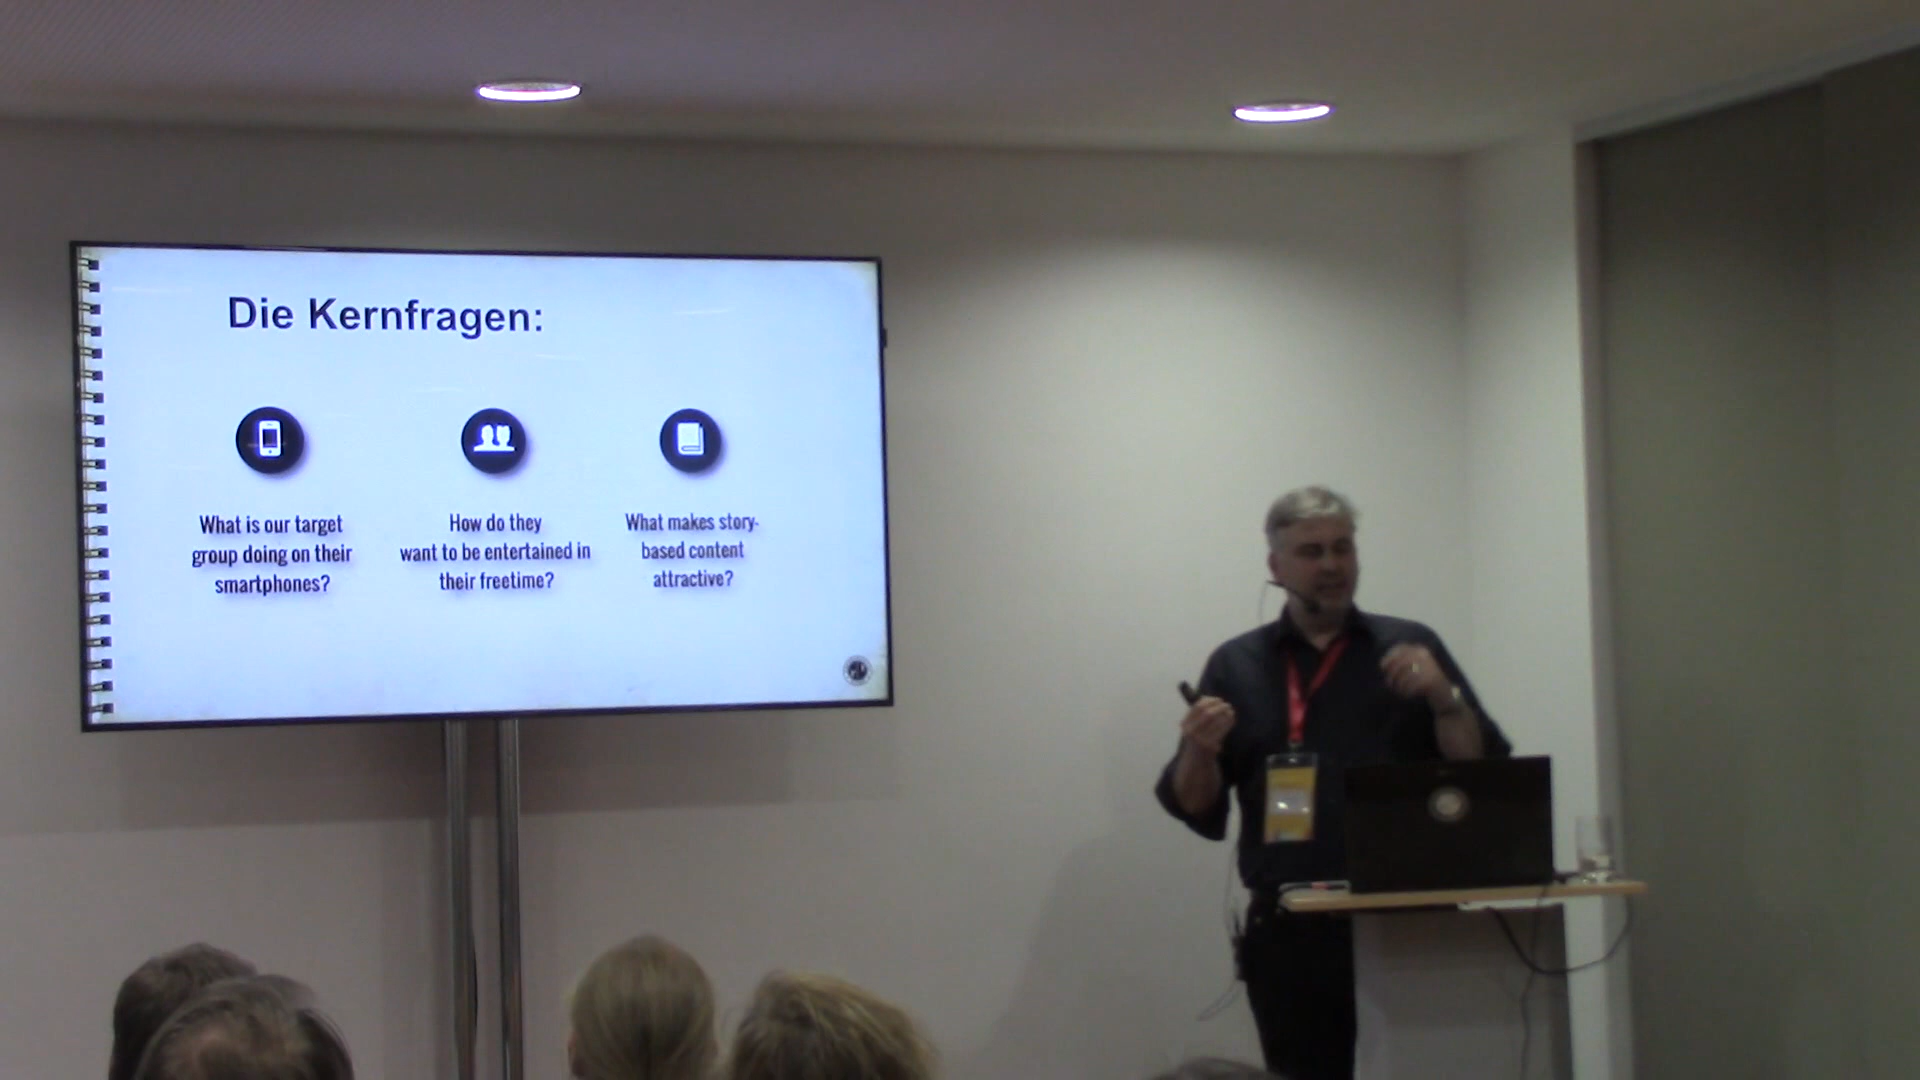 Die Kernfragen:
What is our target
group doing on their
smartphones?
How do they
want to be entertained in
their freetime?
What makes story-
based content
attractive?